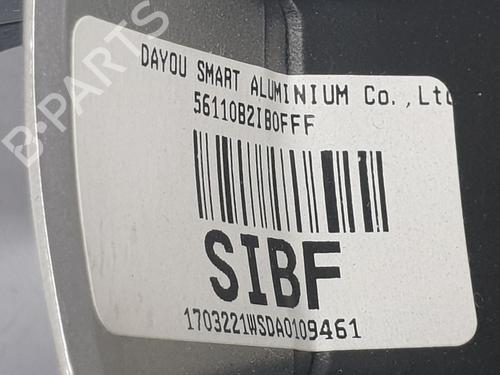 B-PARTS
DAYOU SMART ALUMINIUM Co.,Ltd
56110B2IB0FFF
SIBF
1703221WSDA0109461